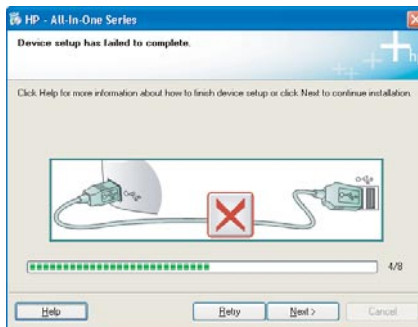 HP - All-In-One Series
Device setup has failed to complete.
Click Help for more information about how to finish device setup or click Next to continue installation.
4/8
Help
Retry
Next >
Cancel